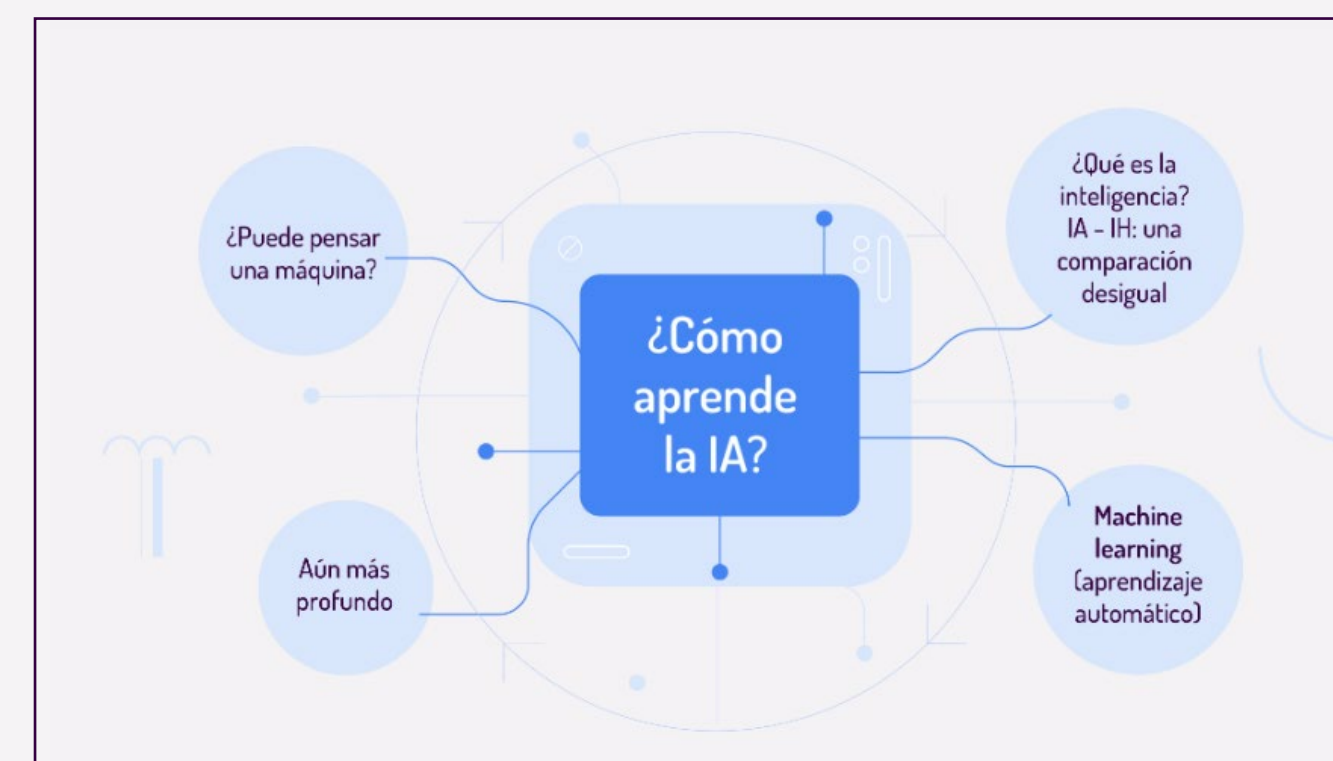 ¿Puede pensar
una máquina?
¿Qué es la
inteligencia?
IA - IH: una
comparación
desigual
¿Cómo
aprende
la IA?
Aún más
profundo
Machine
learning
(aprendizaje
automático)